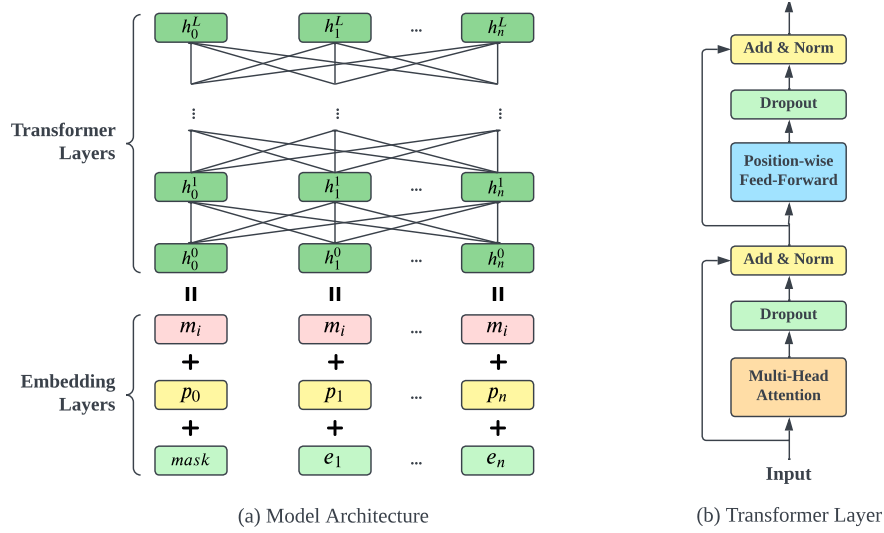 h_0^L h_1^L ... h_n^L
Transformer
Layers
h_0^1 h_1^1 ... h_n^1
h_0^0 h_1^0 ... h_n^0
= = =
m_i m_i ... m_i
+ + +
Embedding
Layers
p_0 p_1 ... p_n
+ + +
mask e_1 ... e_n
(a) Model Architecture
Add & Norm
Dropout
Position-wise
Feed-Forward
Add & Norm
Dropout
Multi-Head
Attention
Input
(b) Transformer Layer